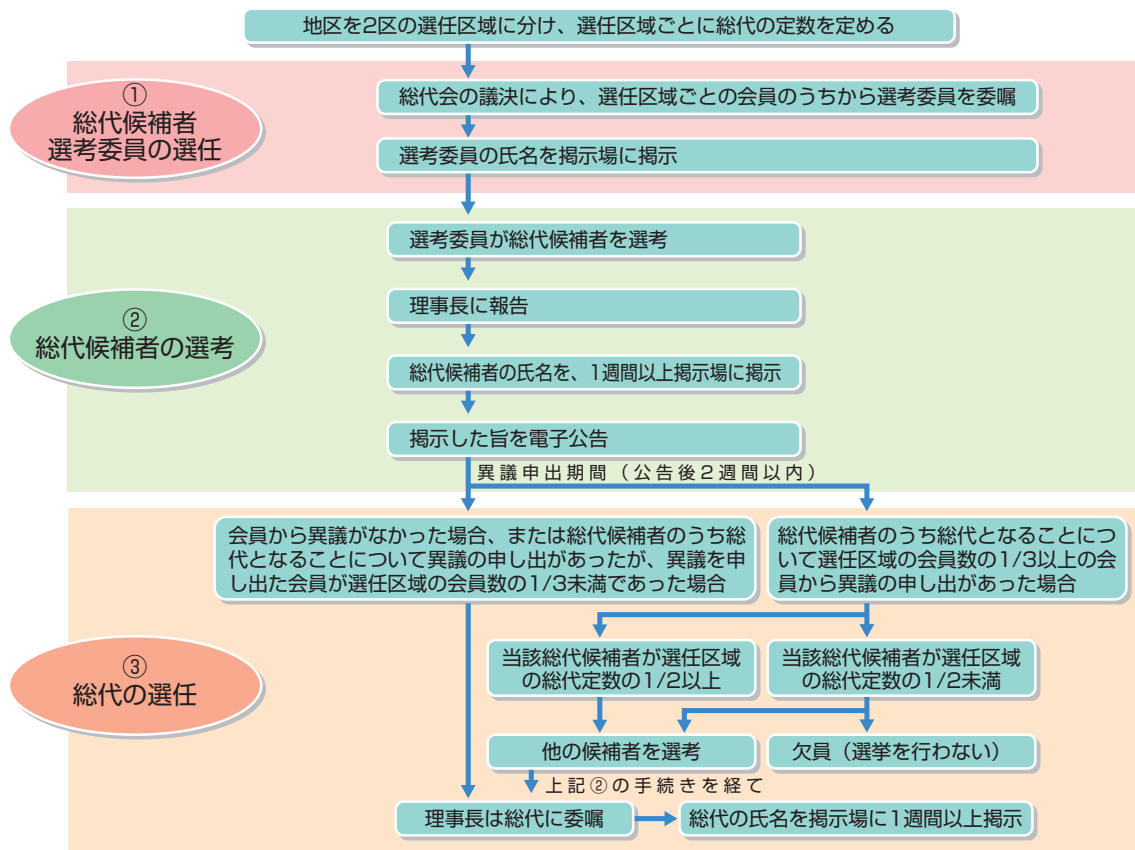 地区を2区の選任区域に分け、選任区域ごとに総代の定数を定める
①
総代候補者
選考委員の選任
総代会の議決により、選任区域ごとの会員のうちから選考委員を委嘱
選考委員の氏名を掲示場に掲示
②
総代候補者の選考
選考委員が総代候補者を選考
理事長に報告
総代候補者の氏名を、1週間以上掲示場に掲示
掲示した旨を電子公告
異議申出期間（公告後2週間以内）
③
総代の選任
会員から異議がなかった場合、または総代候補者のうち総
代となることについて異議の申し出があったが、異議を申
し出た会員が選任区域の会員数の1/3未満であった場合
総代候補者のうち総代となることにつ
いて選任区域の会員数の1/3以上の会
員から異議の申し出があった場合
当該総代候補者が選任区域
の総代定数の1/2以上
当該総代候補者が選任区域
の総代定数の1/2未満
他の候補者を選考
欠員（選挙を行わない）
上記②の手続きを経て
理事長は総代に委嘱
総代の氏名を掲示場に1週間以上掲示